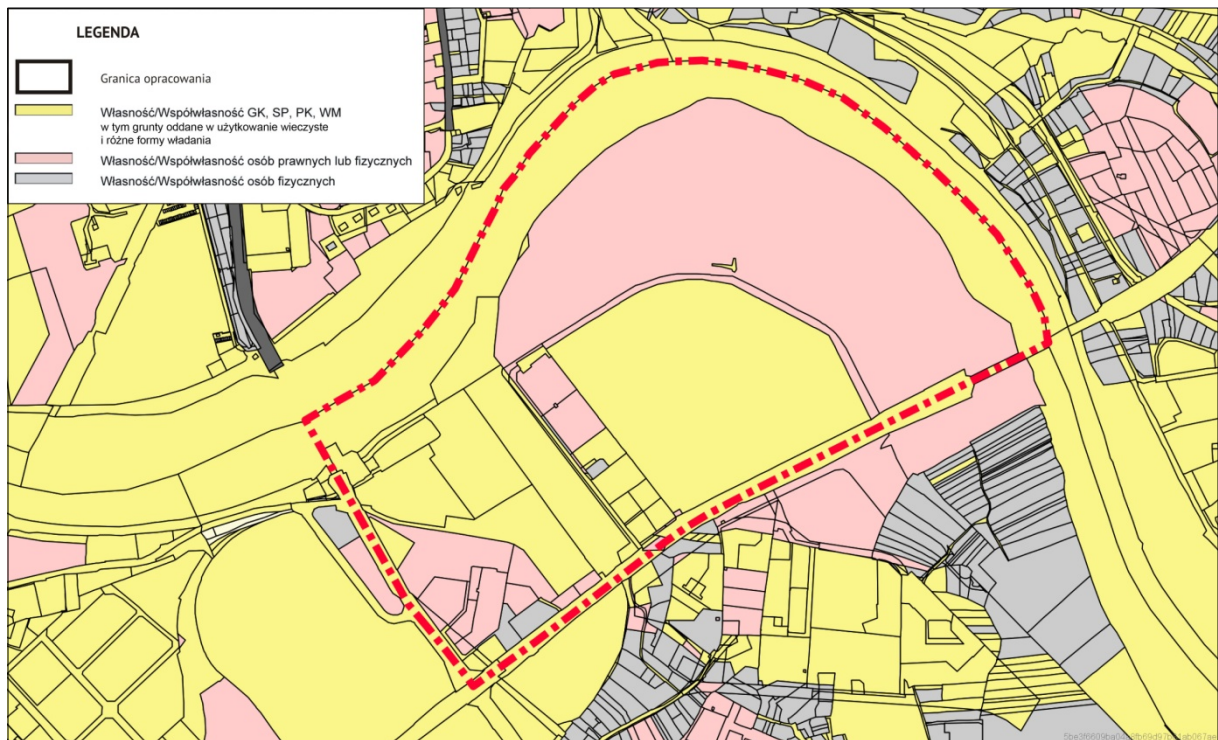 LEGENDA
Granica opracowania
Własność/Współwłasność GK, SP, PK, WM
w tym grunty oddane w użytkowanie wieczyste
i różne formy władania
Własność/Współwłasność osób prawnych lub fizycznych
Własność/Współwłasność osób fizycznych